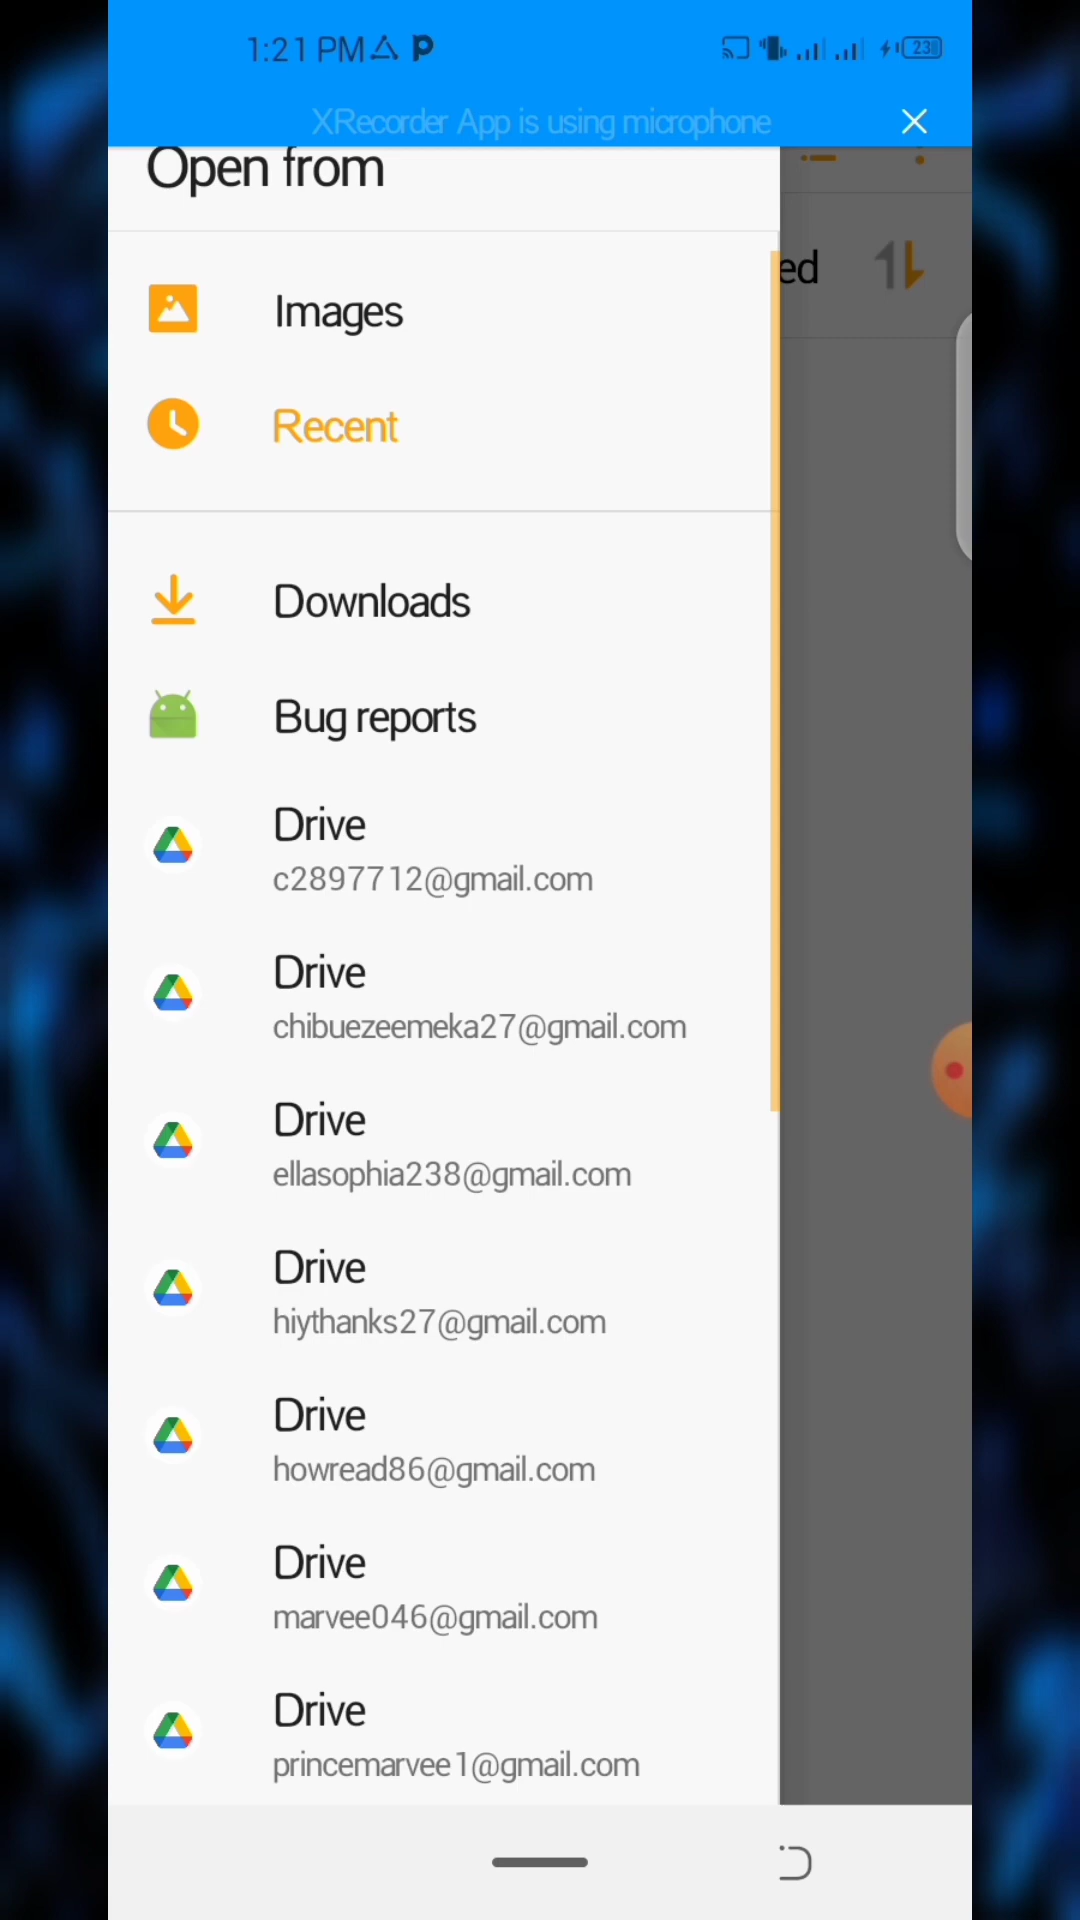 1:21 PM
23
XRecorder App is using microphone
Open from
ed
Images
Recent
Downloads
Bug reports
Drive
c2897712@gmail.com
Drive
chibuezeemeka27@gmail.com
Drive
ellasophia238@gmail.com
Drive
hiythanks27@gmail.com
Drive
howread86@gmail.com
Drive
marvee046@gmail.com
Drive
princemarvee1@gmail.com